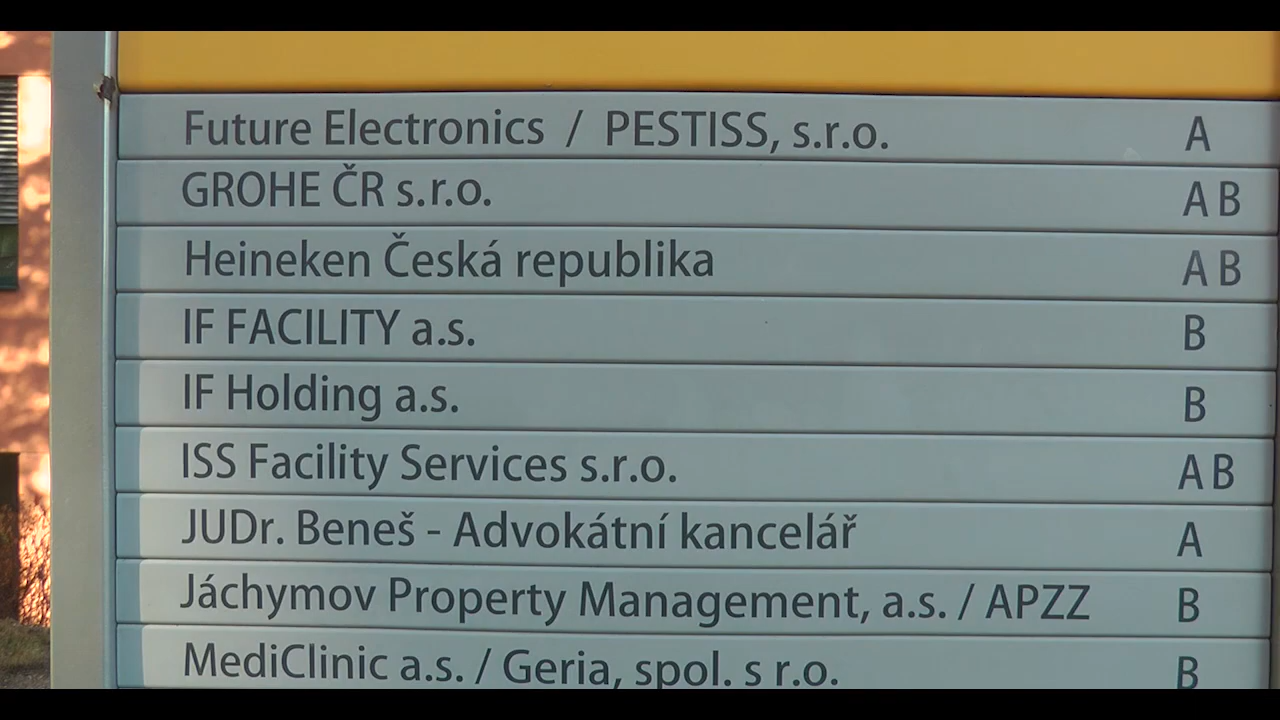 Future Electronics / PESTISS, s.r.o. A
GROHE ČR s.r.o. A B
Heineken Česká republika A B
IF FACILITY a.s. B
IF Holding a.s. B
ISS Facility Services s.r.o. A B
JUDr. Beneš - Advokátní kancelář A
Jáchymov Property Management, a.s. / APZZ B
MediClinic a.s. / Geria, spol. s r.o. B